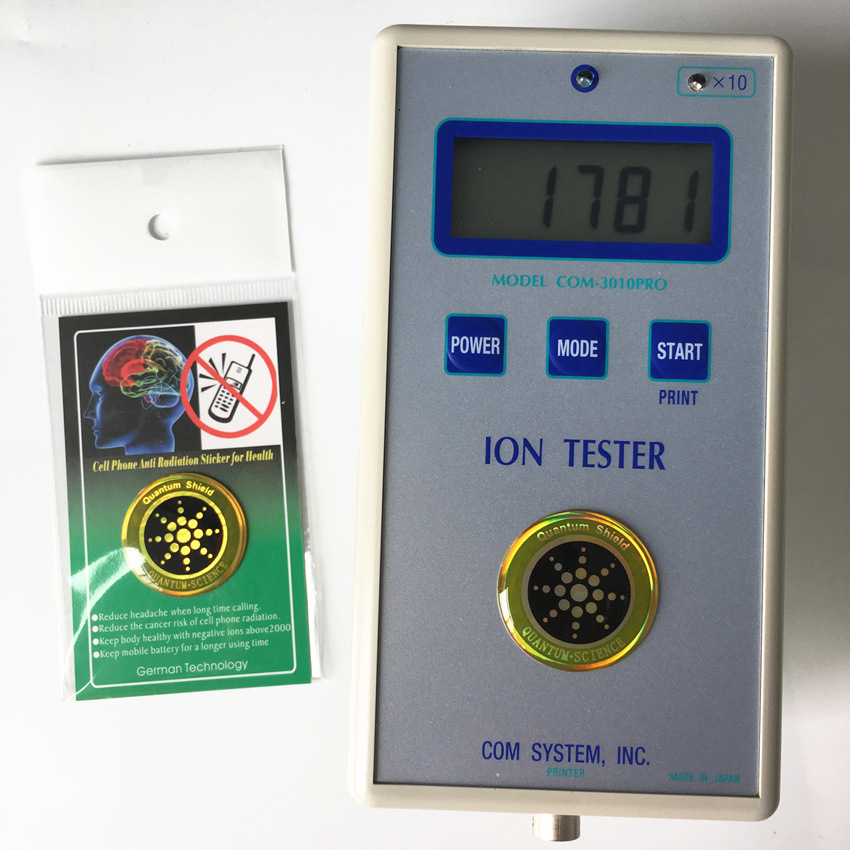 Cell Phone Anti Radiation Sticker for Health
Quantum Shield
QUANTUM•SCIENCE
●Reduce headache when long time calling.
●Reduce the cancer risk of cell phone radiation.
●Keep body healthy with negative ions above2000
●Keep mobile battery for a longer using time
German Technology
×10
1781
MODEL COM-3010PRO
POWER
MODE
START
PRINT
ION TESTER
Quantum Shield
QUANTUM•SCIENCE
COM SYSTEM, INC.
PRINTER
MADE IN JAPAN